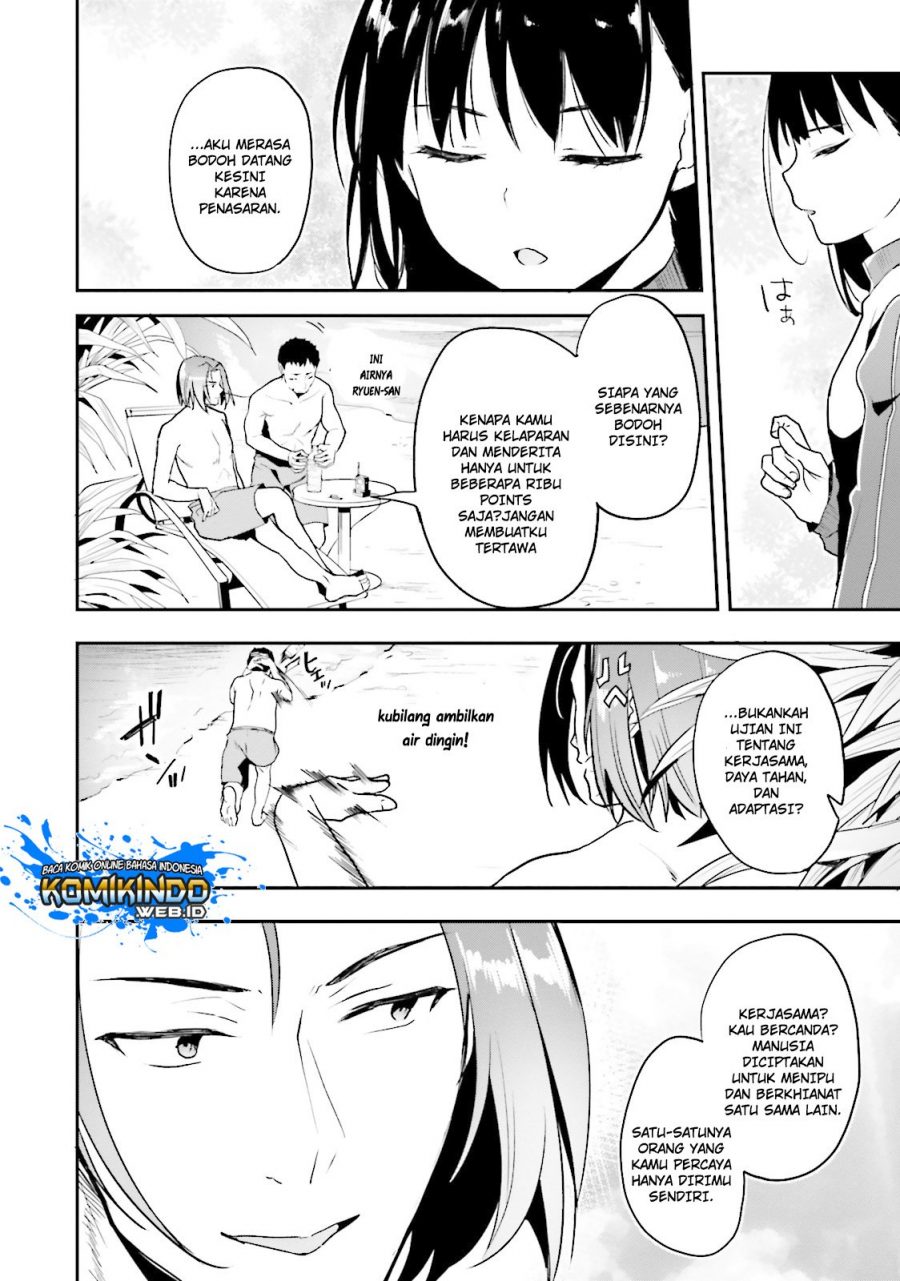 はぁ
...AKU MERASA
BODOH DATANG
KESINI
KARENA
PENASARAN.
SIAPA YANG
SEBENARNYA
BODOH
DISINI?
KENAPA KAMU
HARUS KELAPARAN
DAN MENDERITA
HANYA UNTUK
BEBERAPA RIBU
POINTS
SAJA?JANGAN
MEMBUATKU
TERTAWA
INI
AIRNYA
RYUEN-SAN
...BUKANKAH
UJIAN INI
TENTANG
KERJASAMA,
DAYA TAHAN,
DAN
ADAPTASI?
kubilang ambilkan
air dingin!
BACA KOMIK ONLINE BAHASA INDONESIA
KOMIKINDO
WEB.ID
KERJASAMA?
KAU BERCANDA?
MANUSIA
DICIPTAKAN
UNTUK MENIPU
DAN BERKHIANAT
SATU SAMA LAIN.
SATU-SATUNYA
ORANG YANG
KAMU PERCAYA
HANYA DIRIMU
SENDIRI.